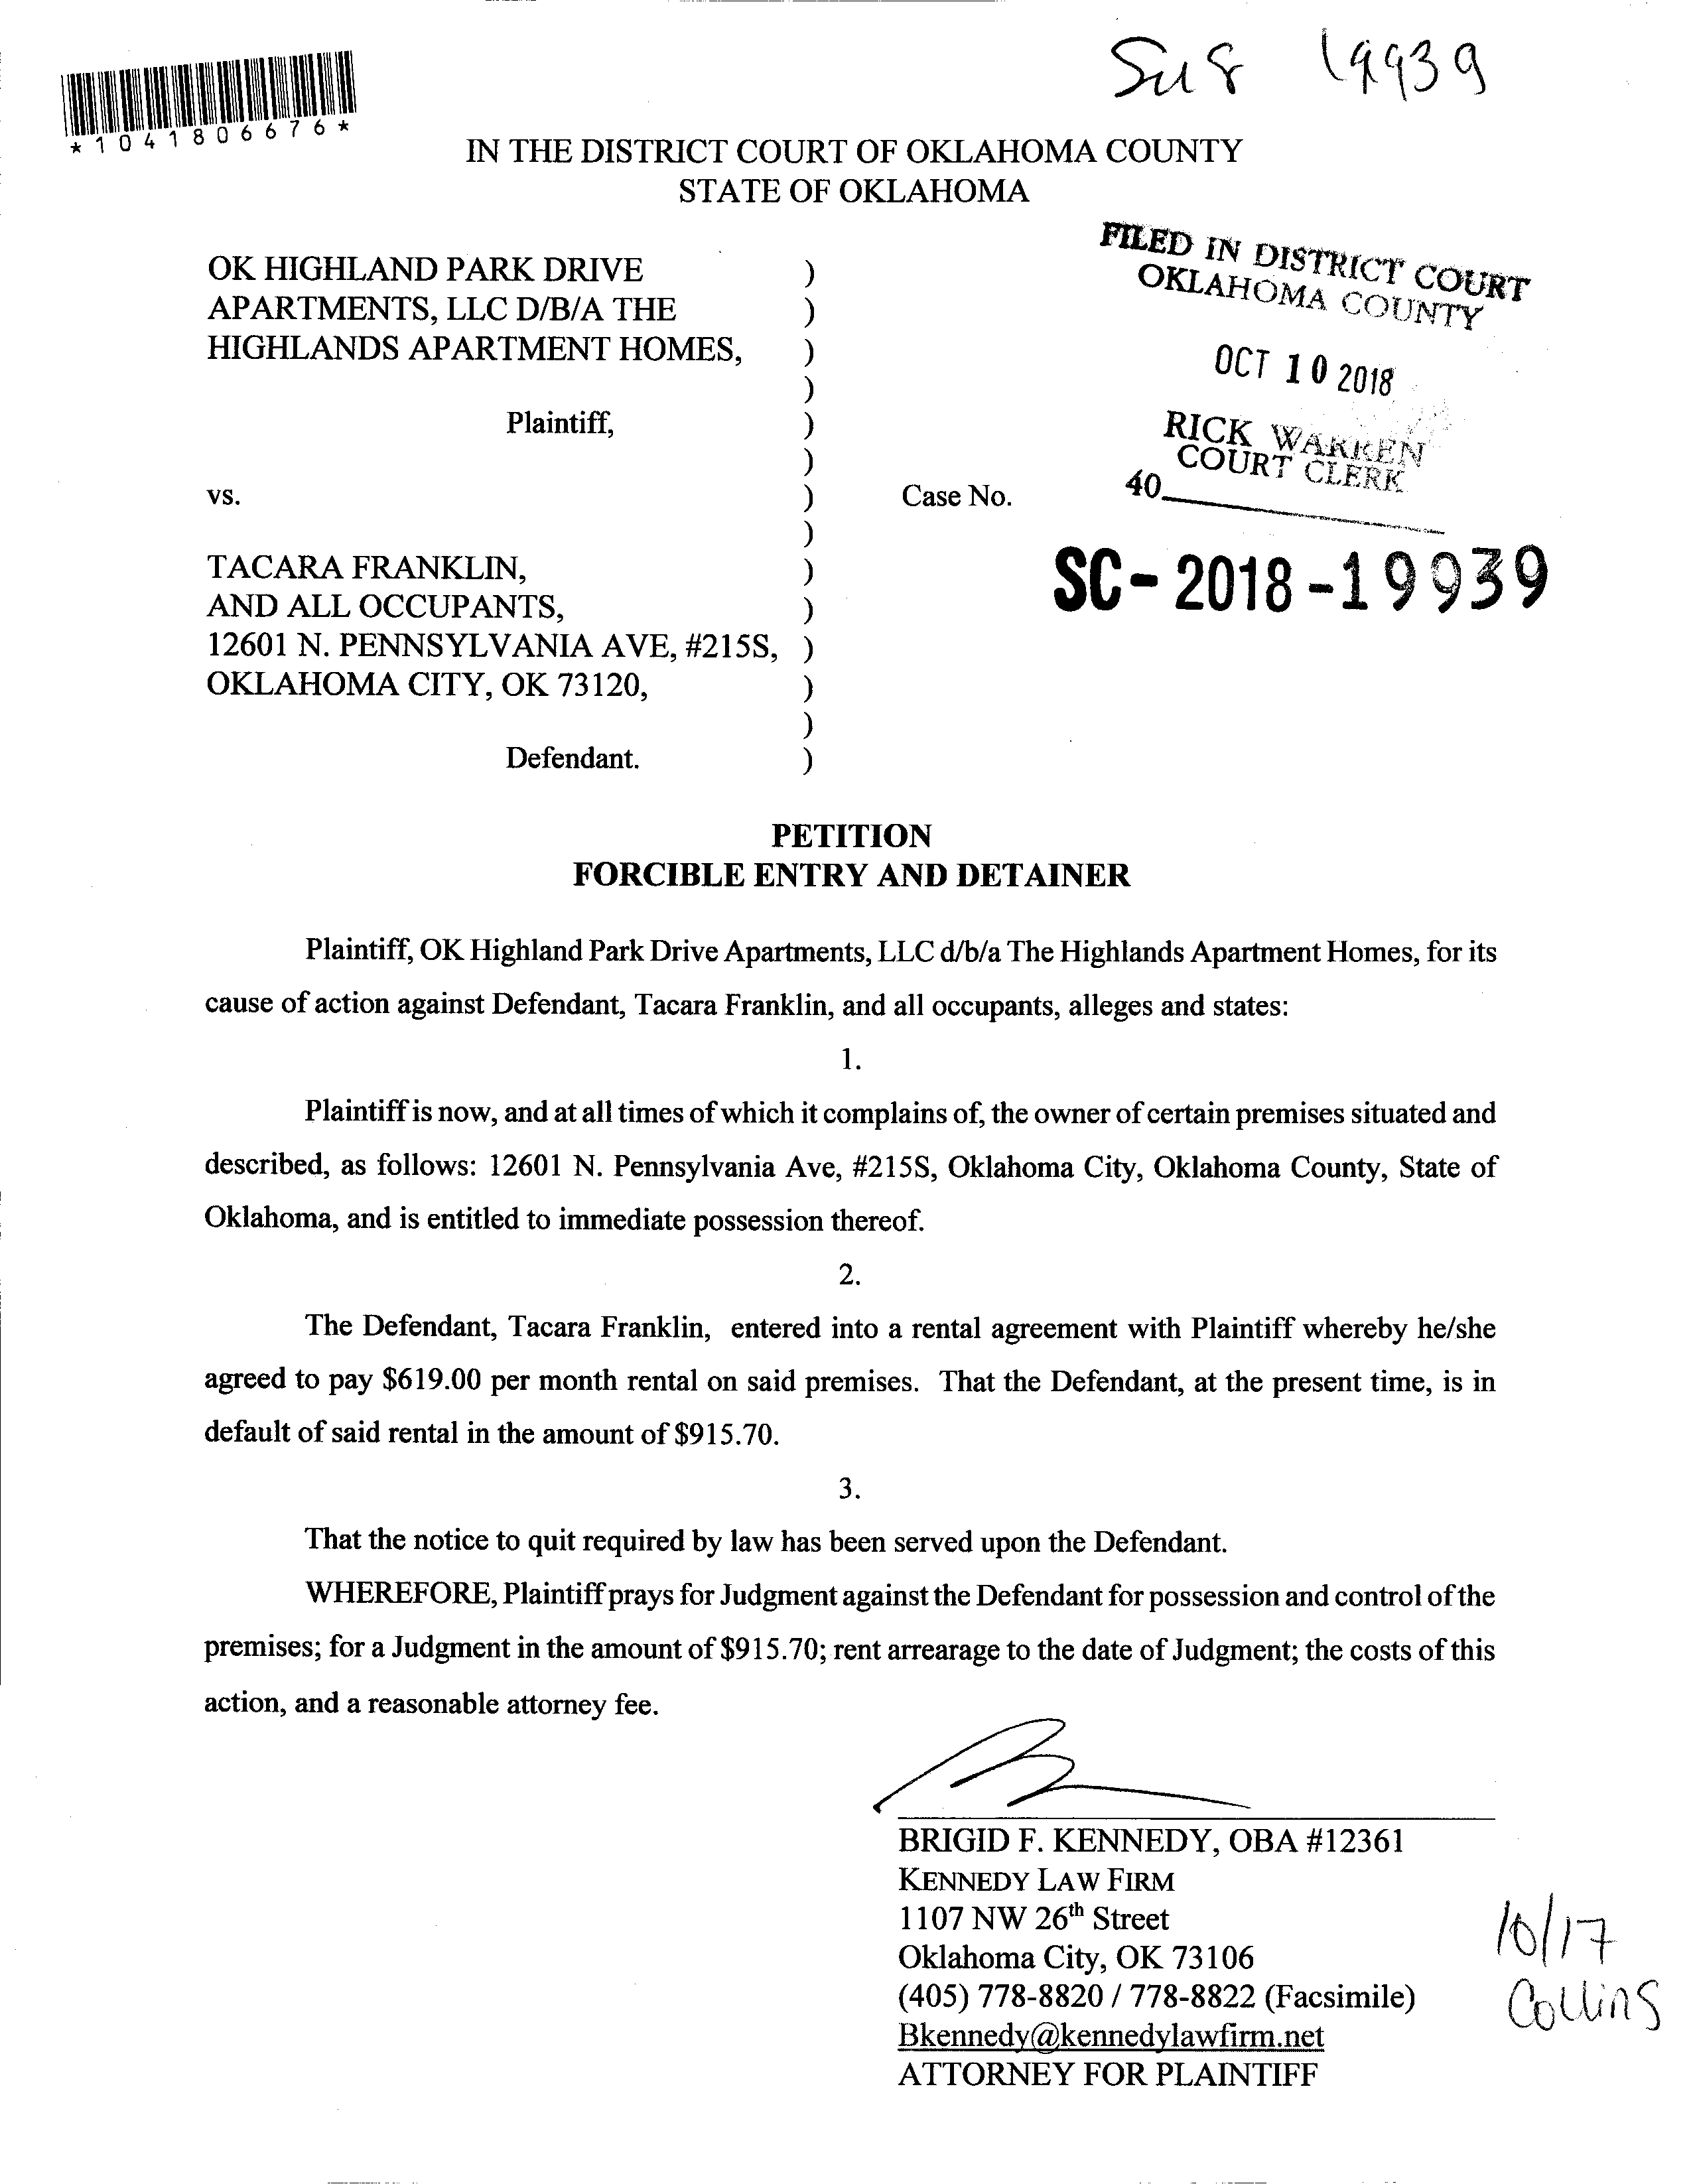 Su8 19939
*1041806676*
IN THE DISTRICT COURT OF OKLAHOMA COUNTY
STATE OF OKLAHOMA
FILED IN DISTRICT COURT
OKLAHOMA COUNTY
OCT 10 2018
RICK WARREN
COURT CLERK
40
OK HIGHLAND PARK DRIVE )
APARTMENTS, LLC D/B/A THE )
HIGHLANDS APARTMENT HOMES, )
)
Plaintiff, )
)
vs. ) Case No.
)
SC-2018-19939
TACARA FRANKLIN, )
AND ALL OCCUPANTS, )
12601 N. PENNSYLVANIA AVE, #215S, )
OKLAHOMA CITY, OK 73120, )
)
Defendant. )
PETITION
FORCIBLE ENTRY AND DETAINER
Plaintiff, OK Highland Park Drive Apartments, LLC d/b/a The Highlands Apartment Homes, for its
cause of action against Defendant, Tacara Franklin, and all occupants, alleges and states:
1.
Plaintiff is now, and at all times of which it complains of, the owner of certain premises situated and
described, as follows: 12601 N. Pennsylvania Ave, #215S, Oklahoma City, Oklahoma County, State of
Oklahoma, and is entitled to immediate possession thereof.
2.
The Defendant, Tacara Franklin, entered into a rental agreement with Plaintiff whereby he/she
agreed to pay $619.00 per month rental on said premises. That the Defendant, at the present time, is in
default of said rental in the amount of $915.70.
3.
That the notice to quit required by law has been served upon the Defendant.
WHEREFORE, Plaintiff prays for Judgment against the Defendant for possession and control of the
premises; for a Judgment in the amount of $915.70; rent arrearage to the date of Judgment; the costs of this
action, and a reasonable attorney fee.
BRIGID F. KENNEDY, OBA #12361
KENNEDY LAW FIRM
1107 NW 26th Street
Oklahoma City, OK 73106
(405) 778-8820 / 778-8822 (Facsimile)
Bkennedy@kennedylawfirm.net
ATTORNEY FOR PLAINTIFF
10/17
Collins